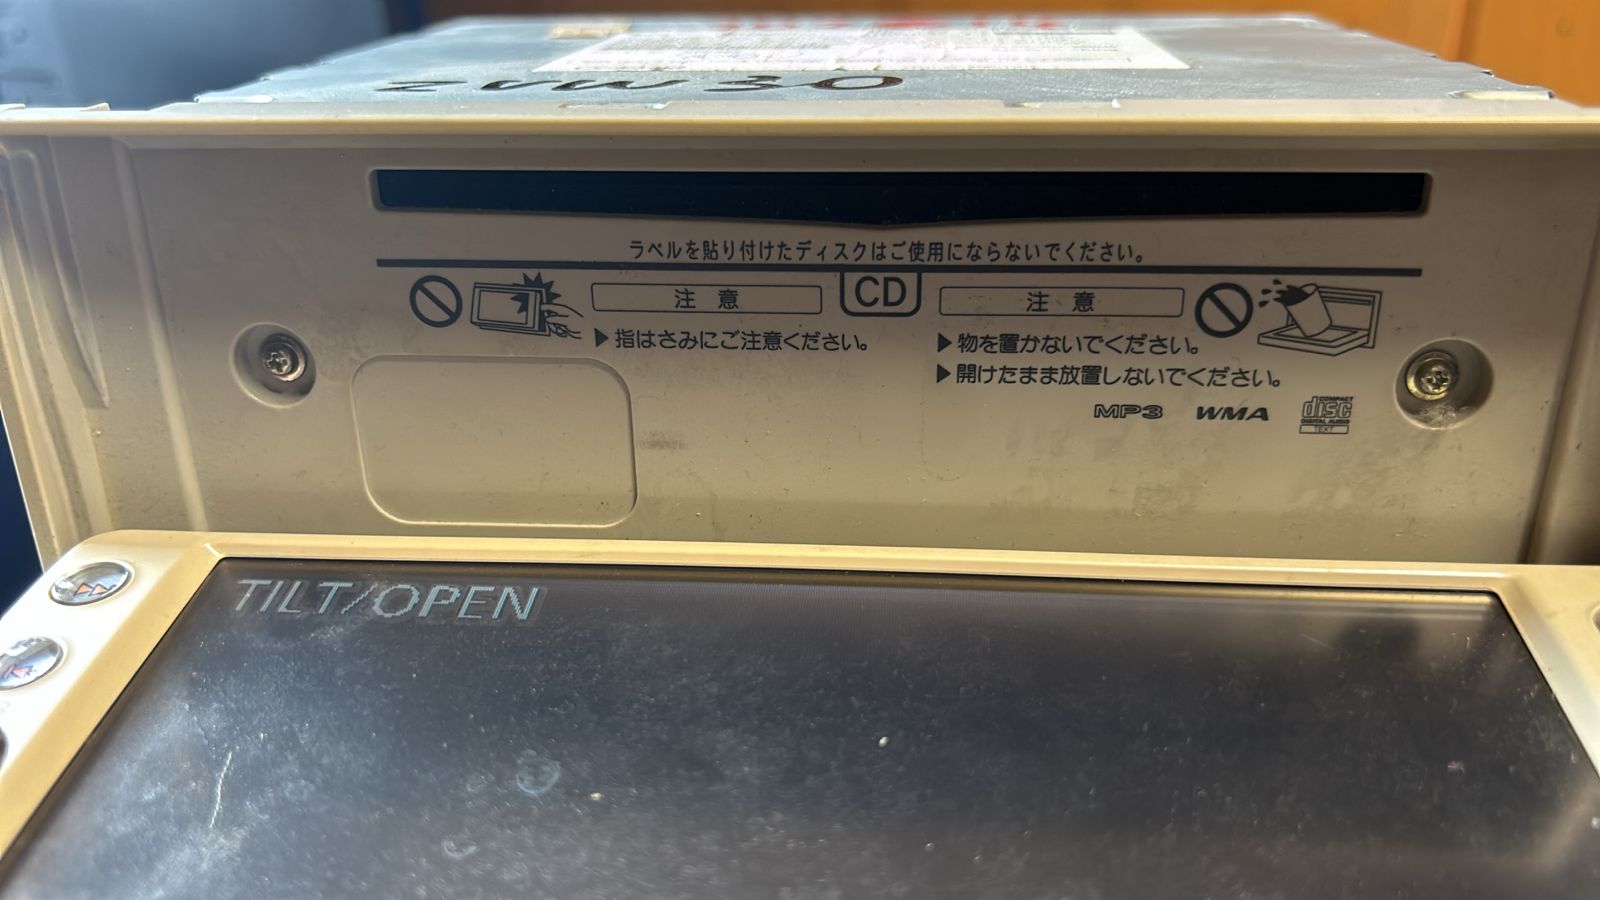 ZVW30
ラベルを貼り付けたディスクはご使用にならないでください。
注 意
CD
注 意
▶指はさみにご注意ください。
▶物を置かないでください。
▶開けたまま放置しないでください。
MP3 WMA
COMPACT
disc
DIGITAL AUDIO
TEXT
TILT/OPEN